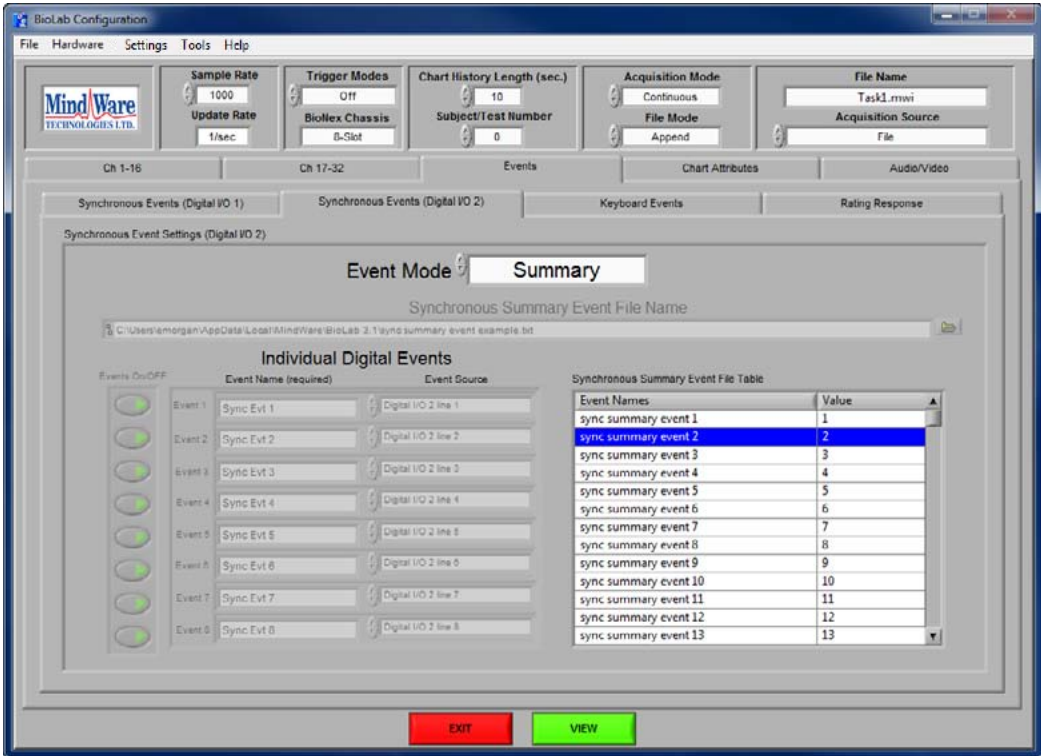 BioLab Configuration
File Hardware Settings Tools Help
MindWare
TECHNOLOGIES LTD.
Sample Rate
1000
Update Rate
1/sec
Trigger Modes
Off
BioNex Chassis
8-Slot
Chart History Length (sec.)
10
Subject/Test Number
0
Acquisition Mode
Continuous
File Mode
Append
File Name
Task1.mwi
Acquisition Source
File
Ch 1-16
Ch 17-32
Events
Chart Attributes
Audio/Video
Synchronous Events (Digital I/O 1)
Synchronous Events (Digital I/O 2)
Keyboard Events
Rating Response
Synchronous Event Settings (Digital I/O 2)
Event Mode Summary
Synchronous Summary Event File Name
C:\Users\emorgan\AppData\Local\MindWare\BioLab 3.1\sync summary event example.txt
Individual Digital Events
Events On/OFF
Event Name (required)
Event Source
Event 1 Sync Evt 1 Digital I/O 2 line 1
Event 2 Sync Evt 2 Digital I/O 2 line 2
Event 3 Sync Evt 3 Digital I/O 2 line 3
Event 4 Sync Evt 4 Digital I/O 2 line 4
Event 5 Sync Evt 5 Digital I/O 2 line 5
Event 6 Sync Evt 6 Digital I/O 2 line 6
Event 7 Sync Evt 7 Digital I/O 2 line 7
Event 8 Sync Evt 8 Digital I/O 2 line 8
Synchronous Summary Event File Table
Event Names Value
sync summary event 1 1
sync summary event 2 2
sync summary event 3 3
sync summary event 4 4
sync summary event 5 5
sync summary event 6 6
sync summary event 7 7
sync summary event 8 8
sync summary event 9 9
sync summary event 10 10
sync summary event 11 11
sync summary event 12 12
sync summary event 13 13
EXIT
VIEW